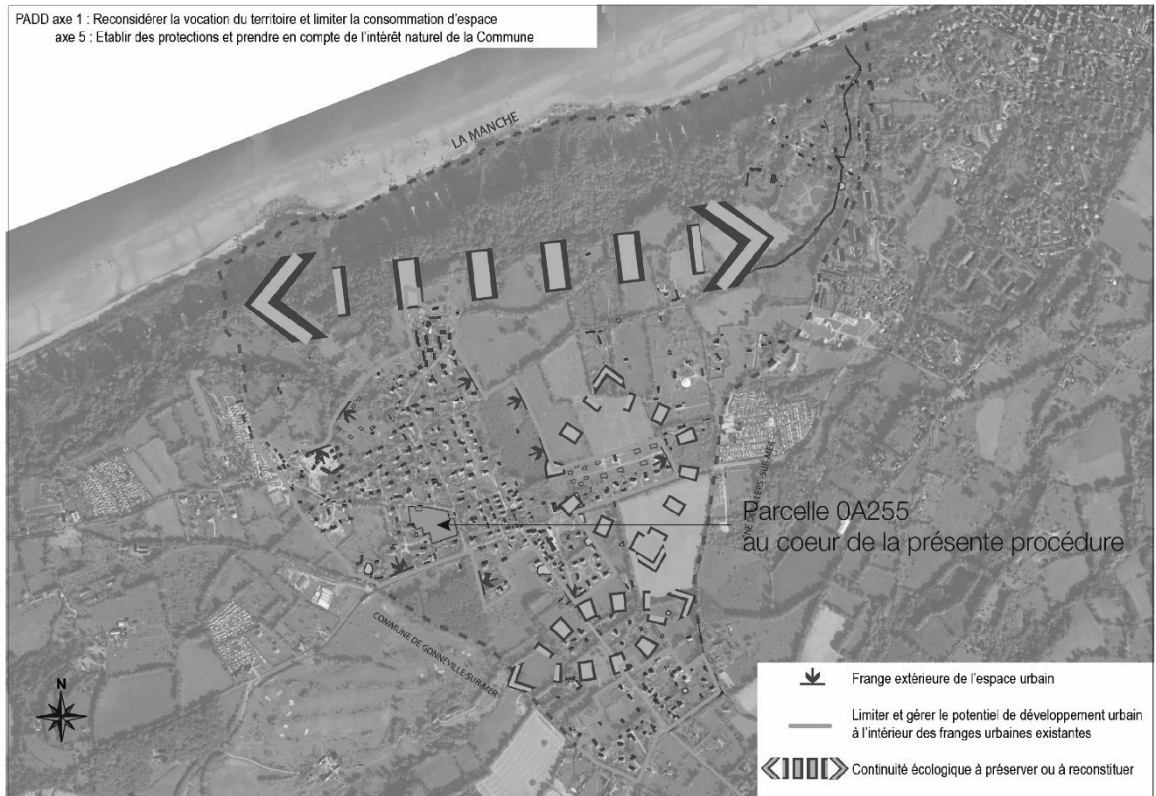 PADD axe 1 : Reconsidérer la vocation du territoire et limiter la consommation d'espace
axe 5 : Etablir des protections et prendre en compte de l'intérêt naturel de la Commune
LA MANCHE
VILLERS-SUR-MER
Parcelle 0A255
au coeur de la présente procédure
COMMUNE DE GONNEVILLE-SUR-MER
N
Frange extérieure de l'espace urbain
Limiter et gérer le potentiel de développement urbain
à l'intérieur des franges urbaines existantes
Continuité écologique à préserver ou à reconstituer